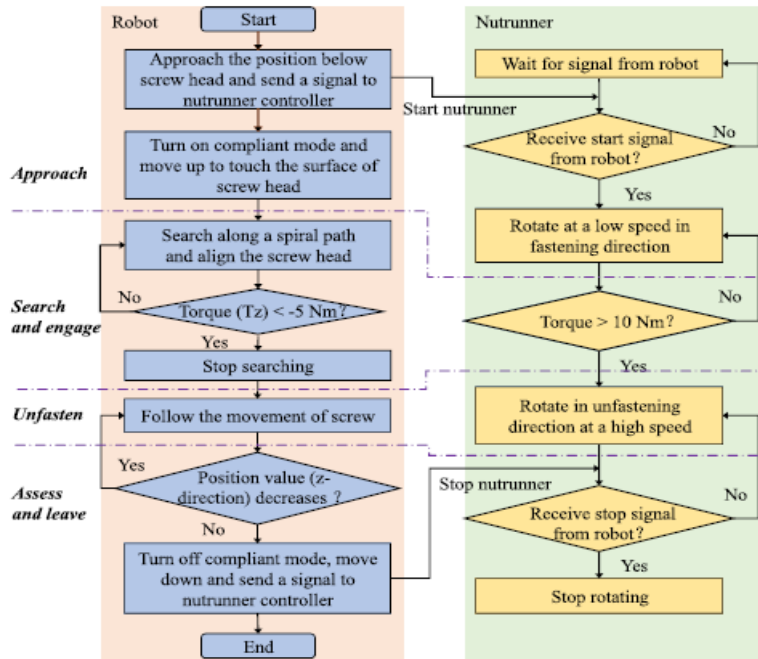 Robot
Start
Approach the position below
screw head and send a signal to
nutrunner controller
Turn on compliant mode and
move up to touch the surface of
screw head
Approach
Search along a spiral path
and align the screw head
No
Torque (Tz) < -5 Nm?
Search
and engage
Yes
Stop searching
Unfasten
Follow the movement of screw
Yes
Position value (z-
direction) decreases ?
Assess
and leave
No
Turn off compliant mode, move
down and send a signal to
nutrunner controller
End
Nutrunner
Wait for signal from robot
Start nutrunner
Receive start signal
from robot?
No
Yes
Rotate at a low speed in
fastening direction
Torque > 10 Nm?
No
Yes
Rotate in unfastening
direction at a high speed
Stop nutrunner
Receive stop signal
from robot?
No
Yes
Stop rotating